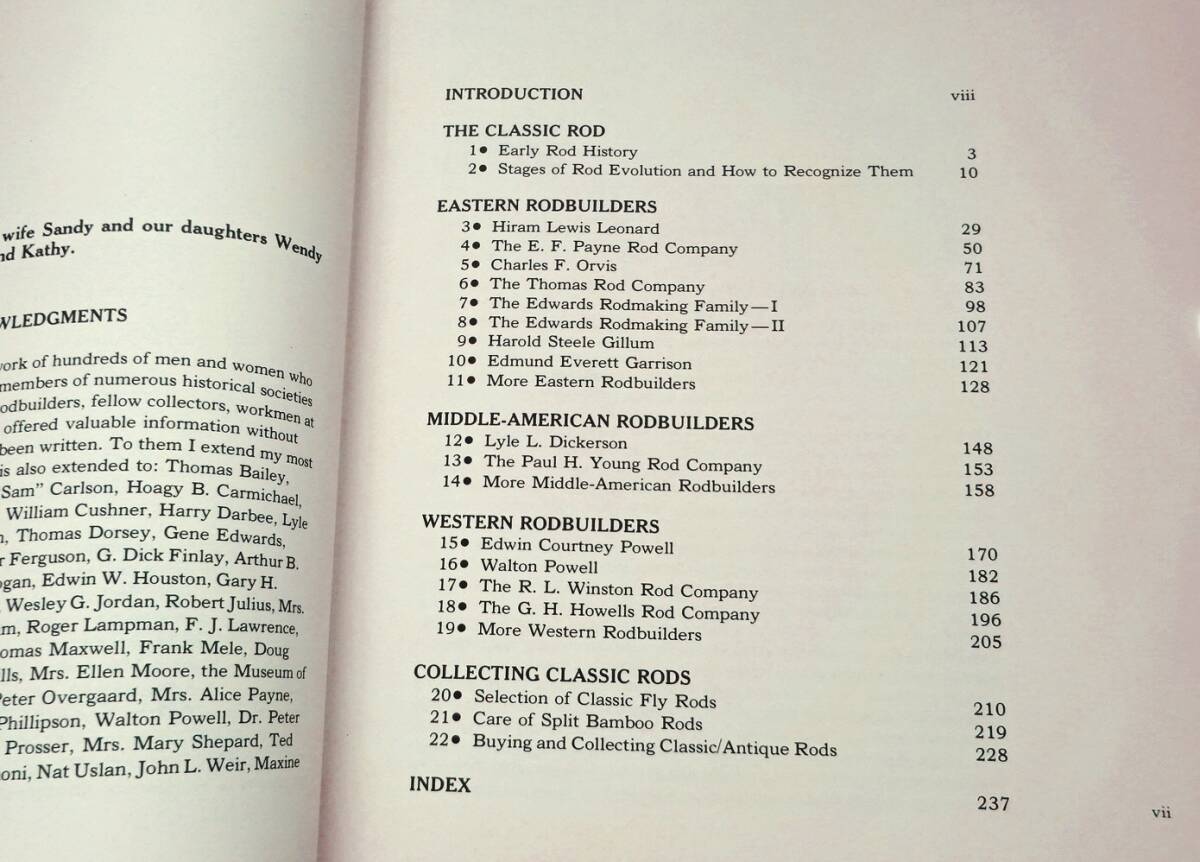 wife Sandy and our daughters Wendy
Kathy.
work of hundreds of men and women who
members of numerous historical societies
fellow collectors, workmen at
offered valuable information without
been written. To them I extend my most
is also extended to: Thomas Bailey,
"Sam" Carlson, Hoagy B. Carmichael,
William Cushner, Harry Darbee, Lyle
Thomas Dorsey, Gene Edwards,
Ferguson, G. Dick Finlay, Arthur B.
Edwin W. Houston, Gary H.
Wesley G. Jordan, Robert Julius, Mrs.
Roger Lampman, F. J. Lawrence,
Maxwell, Frank Mele, Doug
Mrs. Ellen Moore, the Museum of
Peter Overgaard, Mrs. Alice Payne,
Phillipson, Walton Powell, Dr. Peter
Prosser, Mrs. Mary Shepard, Ted
Nat Uslan, John L. Weir, Maxine
INTRODUCTION viii
THE CLASSIC ROD
1• Early Rod History 3
2• Stages of Rod Evolution and How to Recognize Them 10
EASTERN RODBUILDERS
3• Hiram Lewis Leonard 29
4• The E. F. Payne Rod Company 50
5• Charles F. Orvis 71
6• The Thomas Rod Company 83
7• The Edwards Rodmaking Family—I 98
8• The Edwards Rodmaking Family—II 107
9• Harold Steele Gillum 113
10• Edmund Everett Garrison 121
11• More Eastern Rodbuilders 128
MIDDLE-AMERICAN RODBUILDERS
12• Lyle L. Dickerson 148
13• The Paul H. Young Rod Company 153
14• More Middle-American Rodbuilders 158
WESTERN RODBUILDERS
15• Edwin Courtney Powell 170
16• Walton Powell 182
17• The R. L. Winston Rod Company 186
18• The G. H. Howells Rod Company 196
19• More Western Rodbuilders 205
COLLECTING CLASSIC RODS
20• Selection of Classic Fly Rods 210
21• Care of Split Bamboo Rods 219
22• Buying and Collecting Classic/Antique Rods 228
INDEX 237
vii